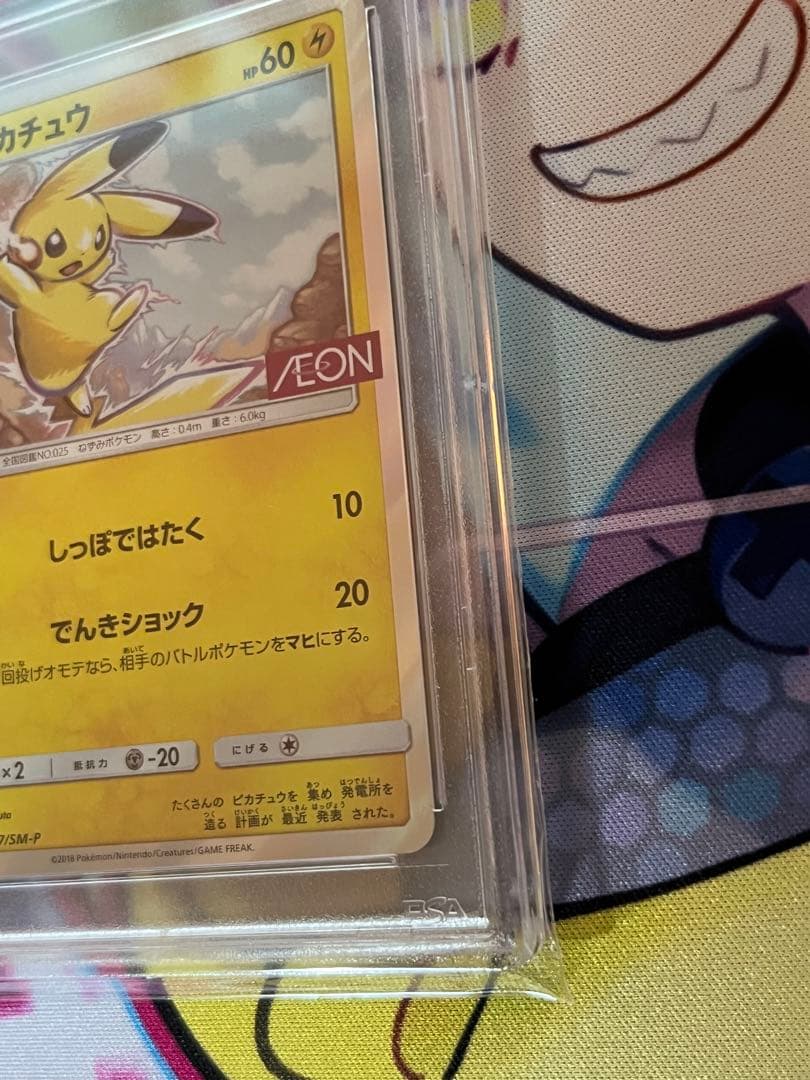 カチュウ
HP60
ÆON
全国図鑑NO.025 ねずみポケモン 高さ:0.4m 重さ:6.0kg
しっぽではたく 10
でんきショック 20
回投げオモテなら、相手のバトルポケモンをマヒにする。
×2 抵抗力 -20 にげる
たくさんの ピカチュウを 集め 発電所を
造る 計画が 最近 発表 された。
uta
7/SM-P
©2018 Pokémon/Nintendo/Creatures/GAME FREAK.
PSA